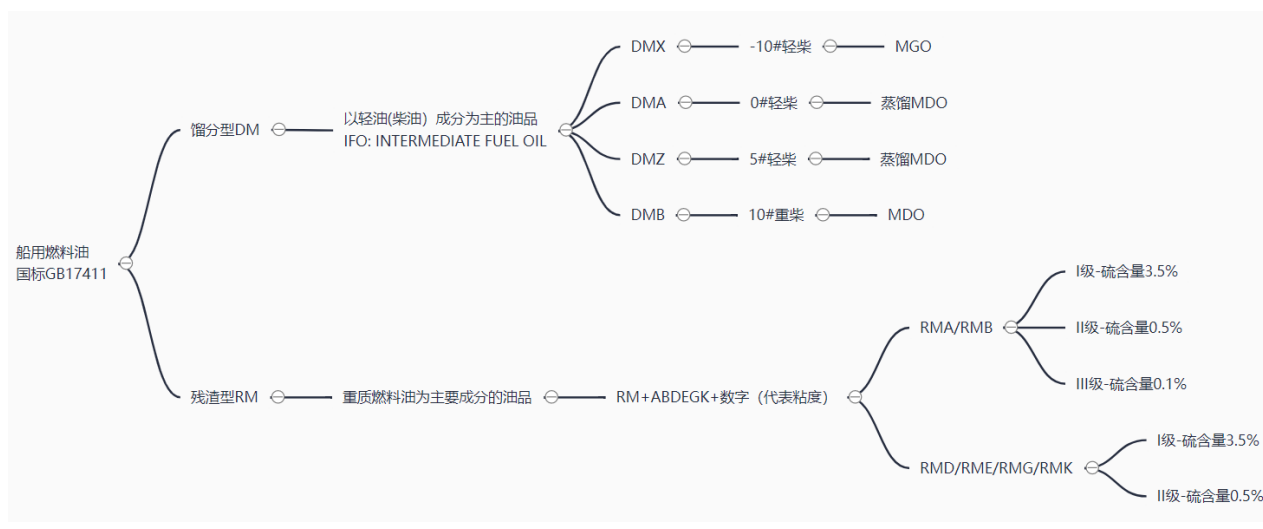 船用燃料油
国标GB17411
馏分型DM
以轻油(柴油）成分为主的油品
IFO: INTERMEDIATE FUEL OIL
DMX
-10#轻柴
MGO
DMA
0#轻柴
蒸馏MDO
DMZ
5#轻柴
蒸馏MDO
DMB
10#重柴
MDO
残渣型RM
重质燃料油为主要成分的油品
RM+ABDEGK+数字（代表粘度）
RMA/RMB
I级-硫含量3.5%
II级-硫含量0.5%
III级-硫含量0.1%
RMD/RME/RMG/RMK
I级-硫含量3.5%
II级-硫含量0.5%